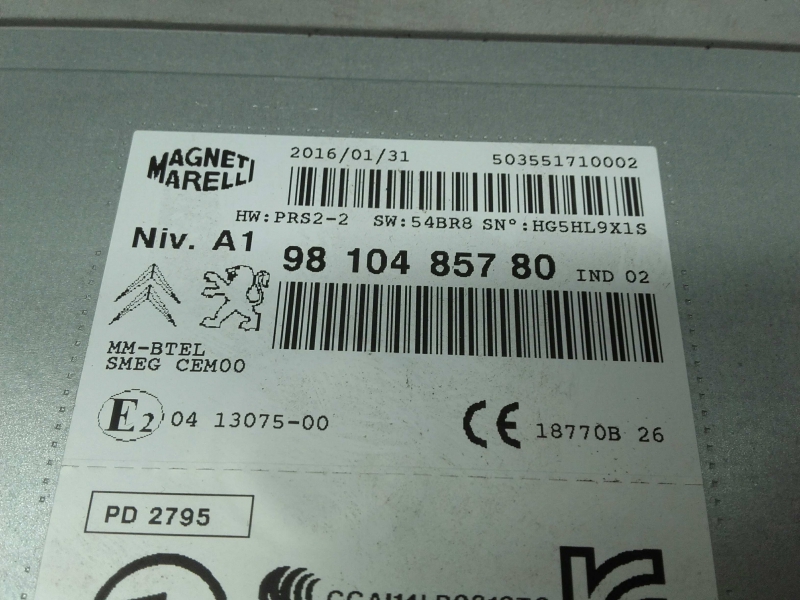 MAGNETI
MARELLI
2016/01/31 503551710002
HW:PRS2-2 SW:54BR8 SN°:HG5HL9X1S
Niv. A1
98 104 857 80 IND 02
MM-BTEL
SMEG CEM00
E2 04 13075-00
CE 18770B 26
PD 2795